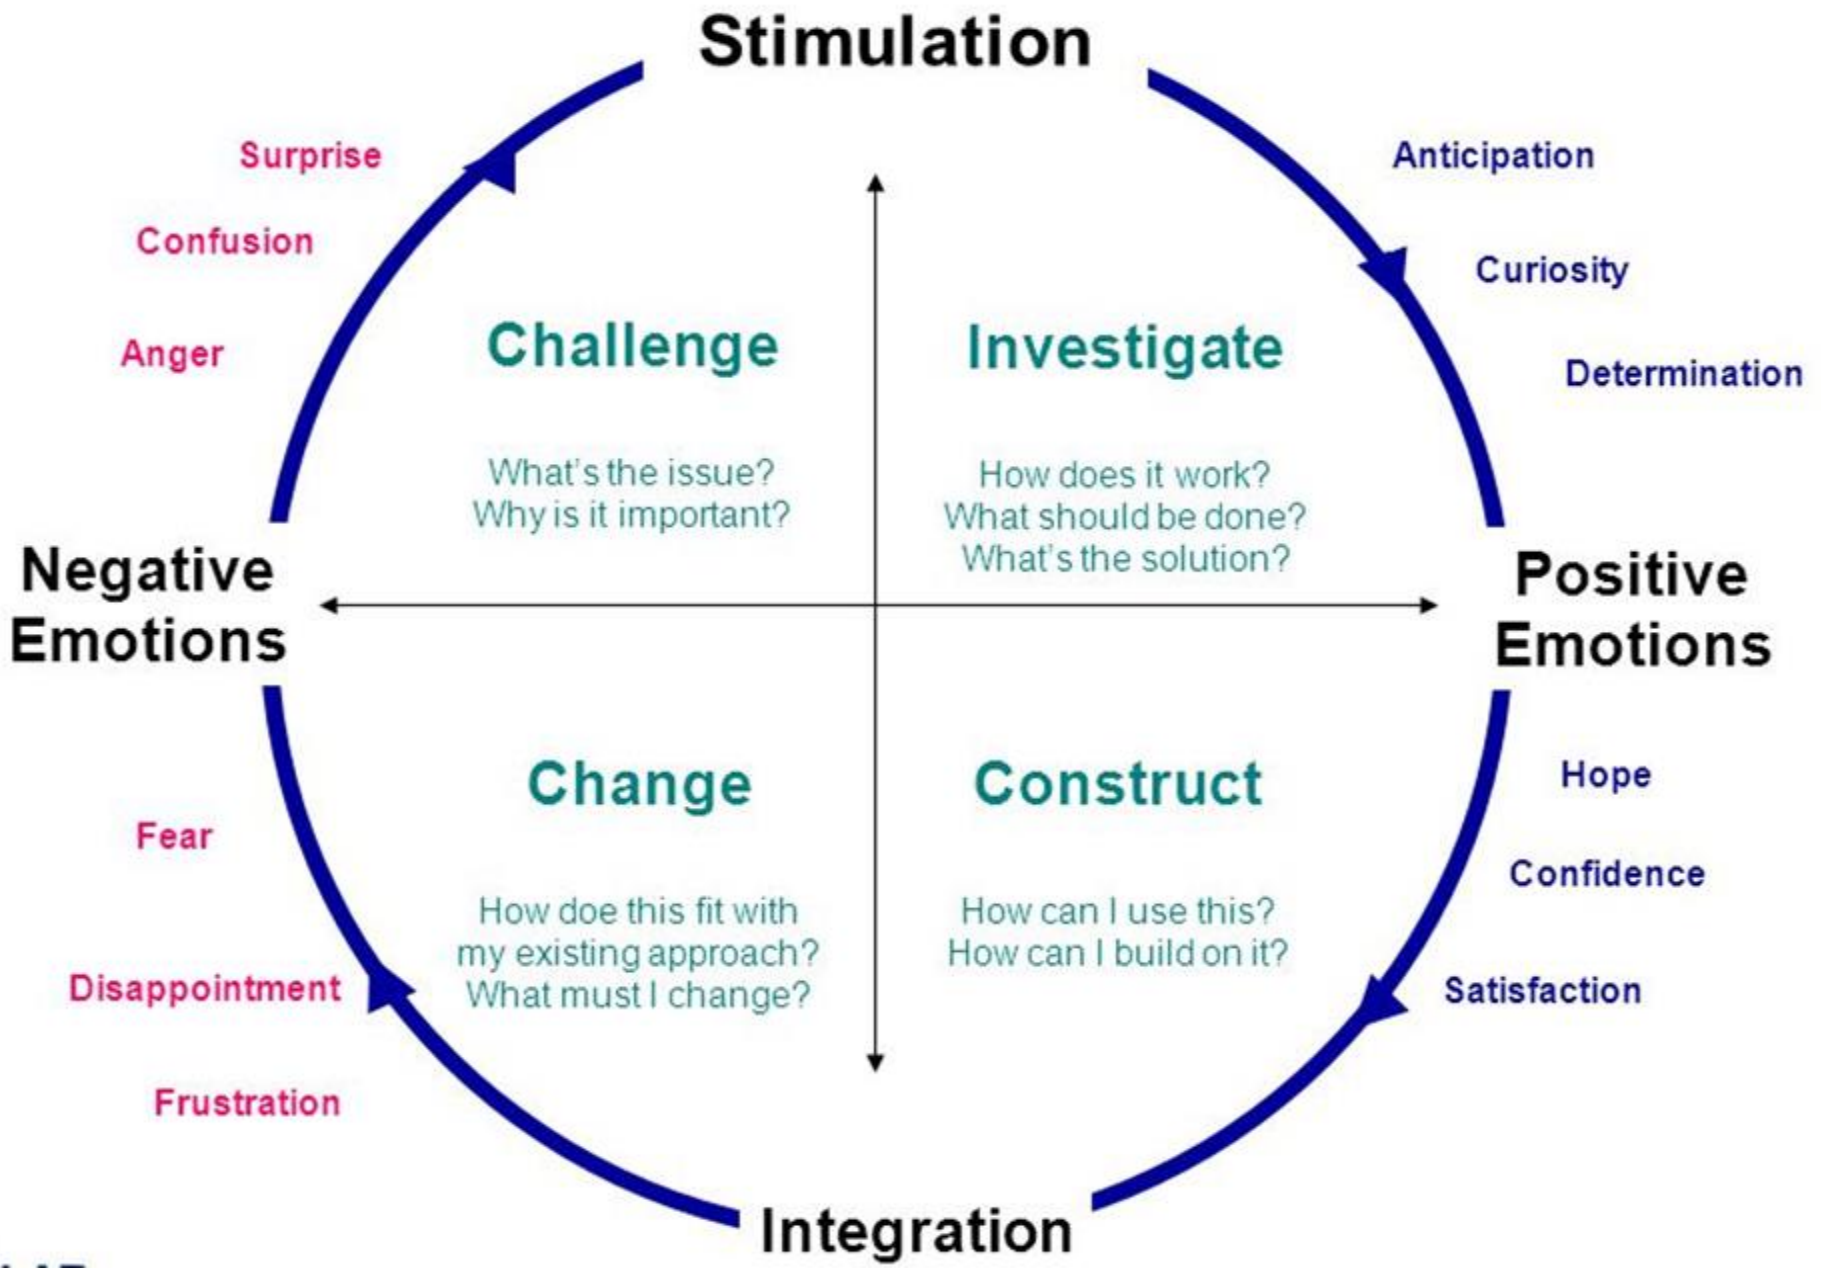 Stimulation
Surprise
Confusion
Anger
Anticipation
Curiosity
Determination
Challenge
What's the issue?
Why is it important?
Investigate
How does it work?
What should be done?
What's the solution?
Negative
Emotions
Positive
Emotions
Change
How doe this fit with
my existing approach?
What must I change?
Construct
How can I use this?
How can I build on it?
Fear
Disappointment
Frustration
Hope
Confidence
Satisfaction
Integration